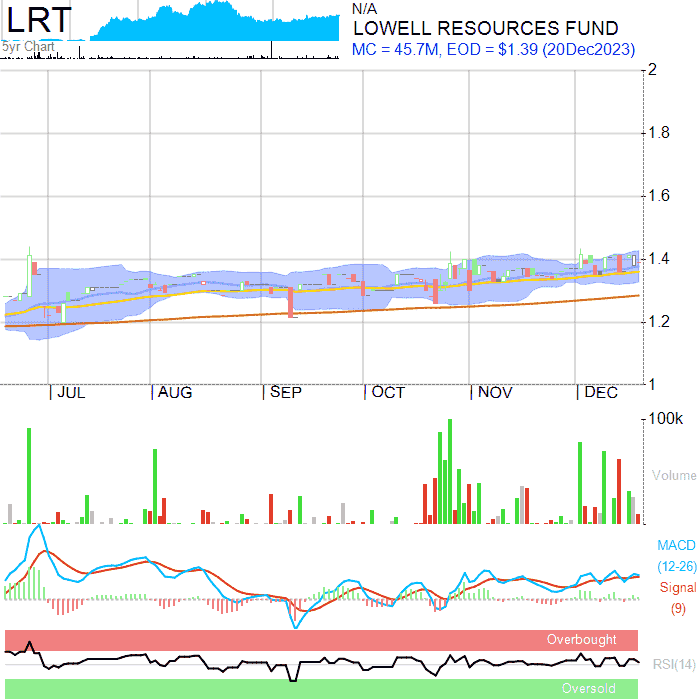 LRT
N/A
LOWELL RESOURCES FUND
5yr Chart
MC = 45.7M, EOD = $1.39 (20Dec2023)
2
1.8
1.6
1.4
1.2
1
JUL AUG SEP OCT NOV DEC
100k
Volume
MACD
(12-26)
Signal
(9)
Overbought
RSI(14)
Oversold